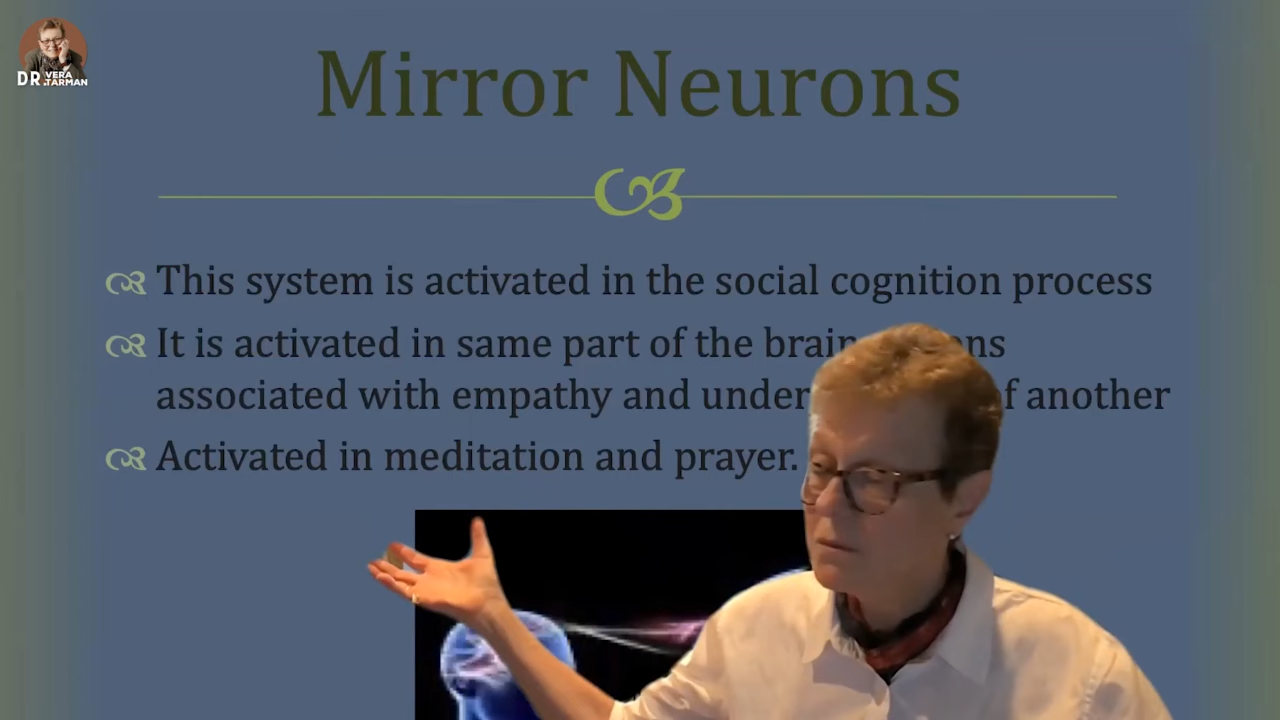 DR. VERA TARMAN
Mirror Neurons
This system is activated in the social cognition process
It is activated in same part of the brain
associated with empathy and of another
Activated in meditation and prayer.